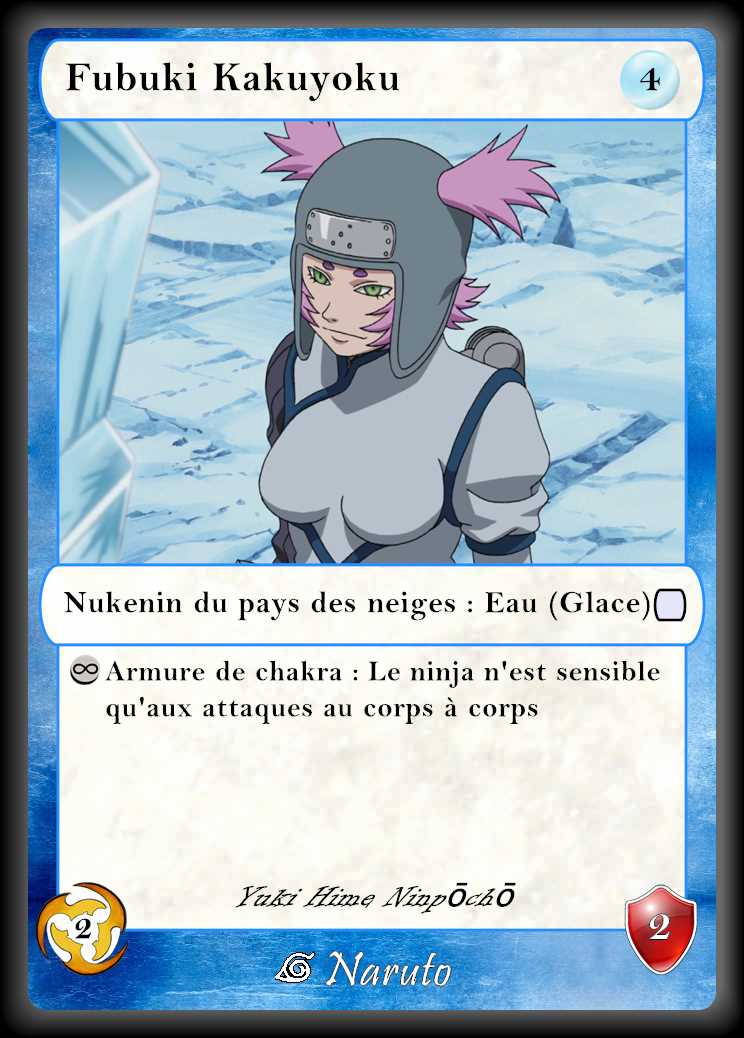 Fubuki Kakuyoku
4
Nukenin du pays des neiges : Eau (Glace)
∞ Armure de chakra : Le ninja n'est sensible
qu'aux attaques au corps à corps
Yuki Hime Ninpōchō
2
2
Naruto